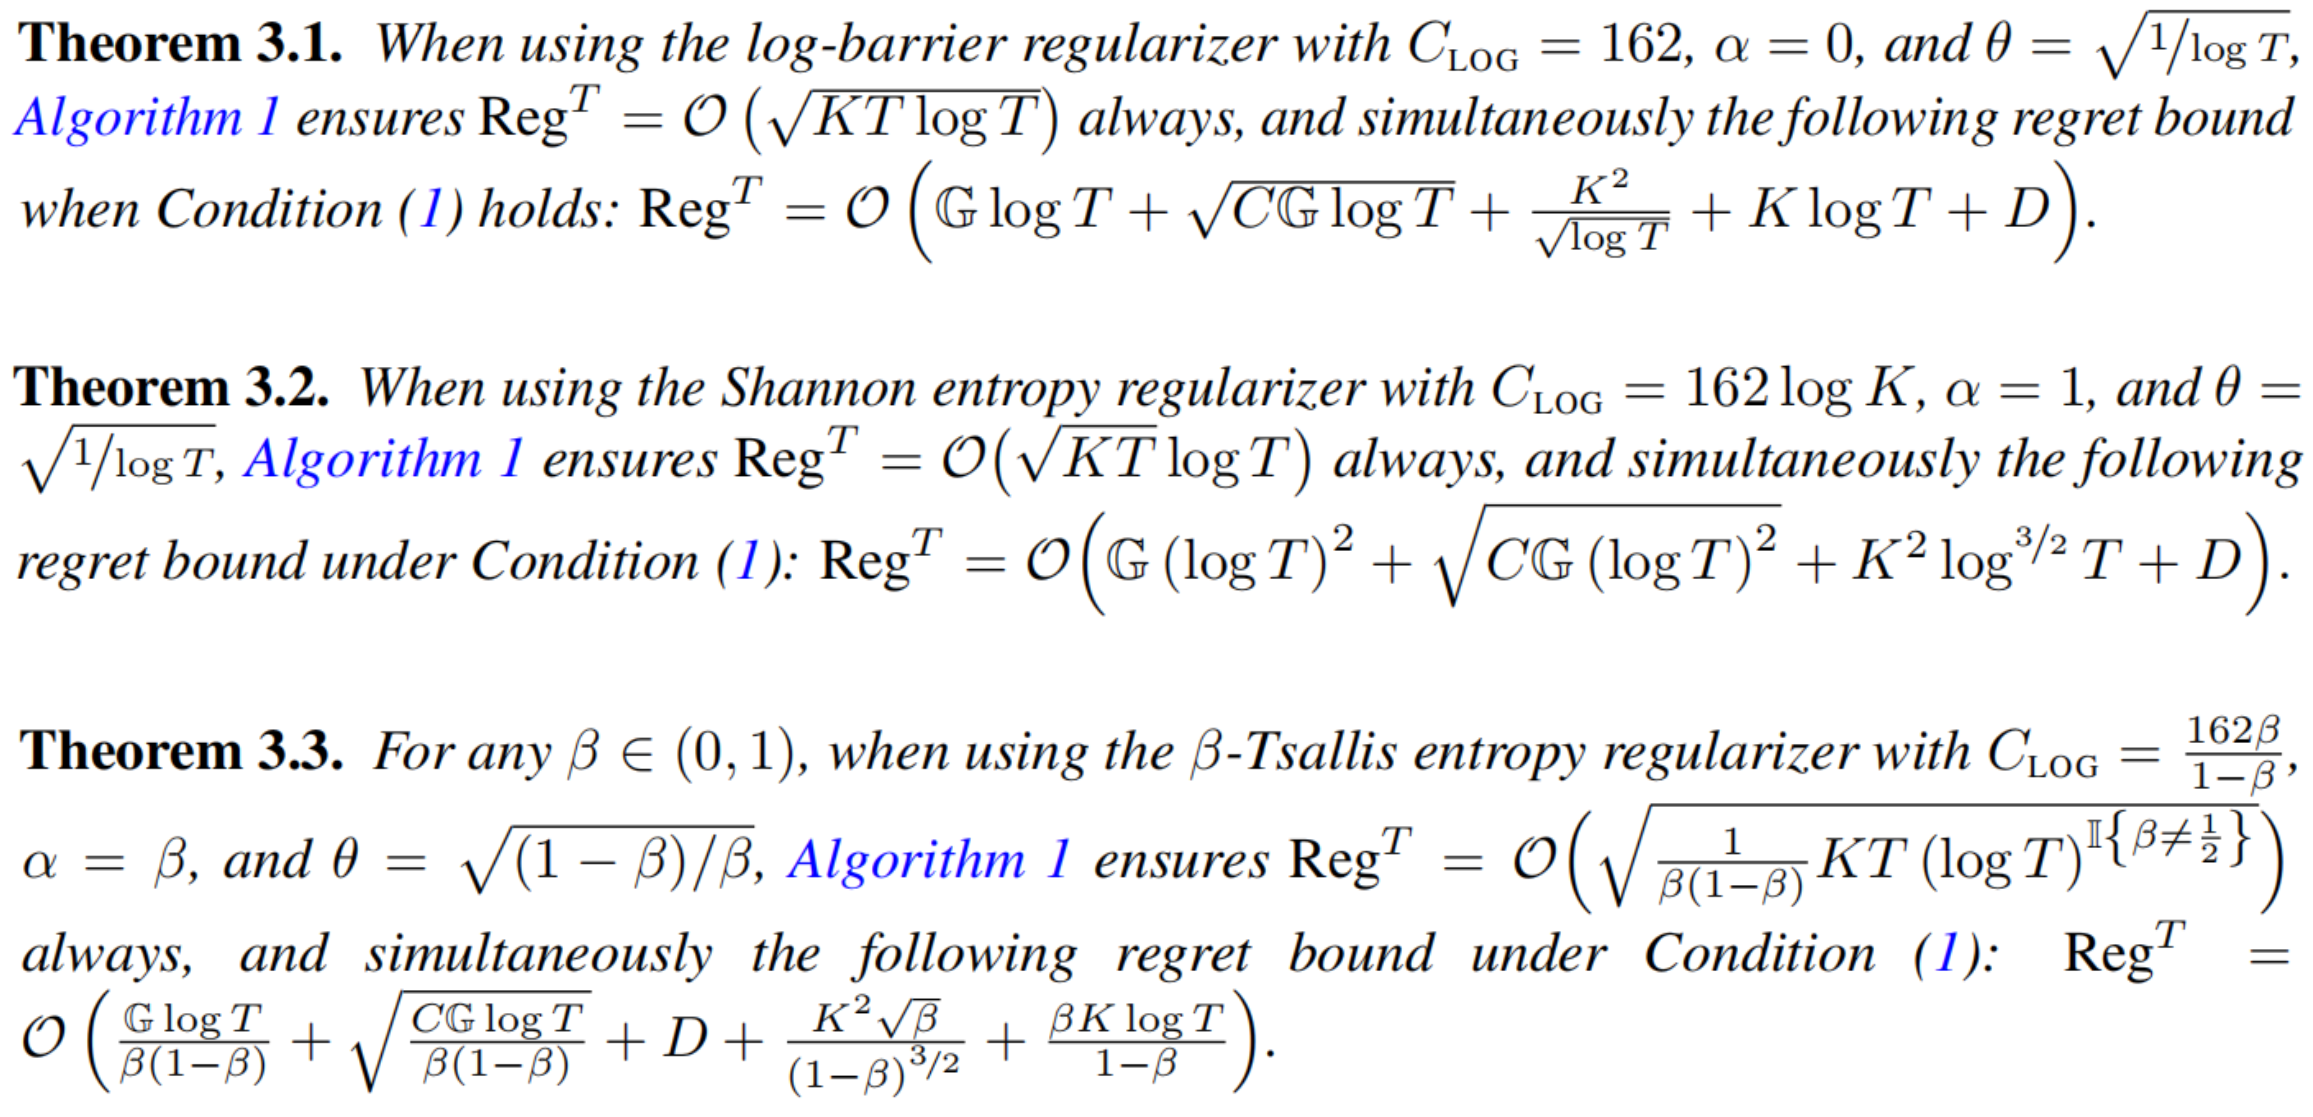 Theorem 3.1. When using the log-barrier regularizer with $C_{\text{LOG}} = 162$, $\alpha = 0$, and $\theta = \sqrt{1/\log T}$,
Algorithm 1 ensures $\text{Reg}^T = \mathcal{O}\left(\sqrt{KT \log T}\right)$ always, and simultaneously the following regret bound
when Condition (1) holds: $\text{Reg}^T = \mathcal{O}\left(\mathbb{G} \log T + \sqrt{C\mathbb{G} \log T} + \frac{K^2}{\sqrt{\log T}} + K \log T + D\right)$.
Theorem 3.2. When using the Shannon entropy regularizer with $C_{\text{LOG}} = 162 \log K$, $\alpha = 1$, and $\theta =$
$\sqrt{1/\log T}$, Algorithm 1 ensures $\text{Reg}^T = \mathcal{O}(\sqrt{KT} \log T)$ always, and simultaneously the following
regret bound under Condition (1): $\text{Reg}^T = \mathcal{O}\left(\mathbb{G} (\log T)^2 + \sqrt{C\mathbb{G} (\log T)^2} + K^2 \log^{3/2} T + D\right)$.
Theorem 3.3. For any $\beta \in (0, 1)$, when using the $\beta$-Tsallis entropy regularizer with $C_{\text{LOG}} = \frac{162\beta}{1-\beta}$,
$\alpha = \beta$, and $\theta = \sqrt{(1-\beta)/\beta}$, Algorithm 1 ensures $\text{Reg}^T = \mathcal{O}\left(\sqrt{\frac{1}{\beta(1-\beta)} KT (\log T)^{\mathbb{I}\left\{\beta \neq \frac{1}{2}\right\}}}\right)$
always, and simultaneously the following regret bound under Condition (1): $\text{Reg}^T =$
$\mathcal{O}\left(\frac{\mathbb{G} \log T}{\beta(1-\beta)} + \sqrt{\frac{C\mathbb{G} \log T}{\beta(1-\beta)}} + D + \frac{K^2\sqrt{\beta}}{(1-\beta)^{3/2}} + \frac{\beta K \log T}{1-\beta}\right)$.